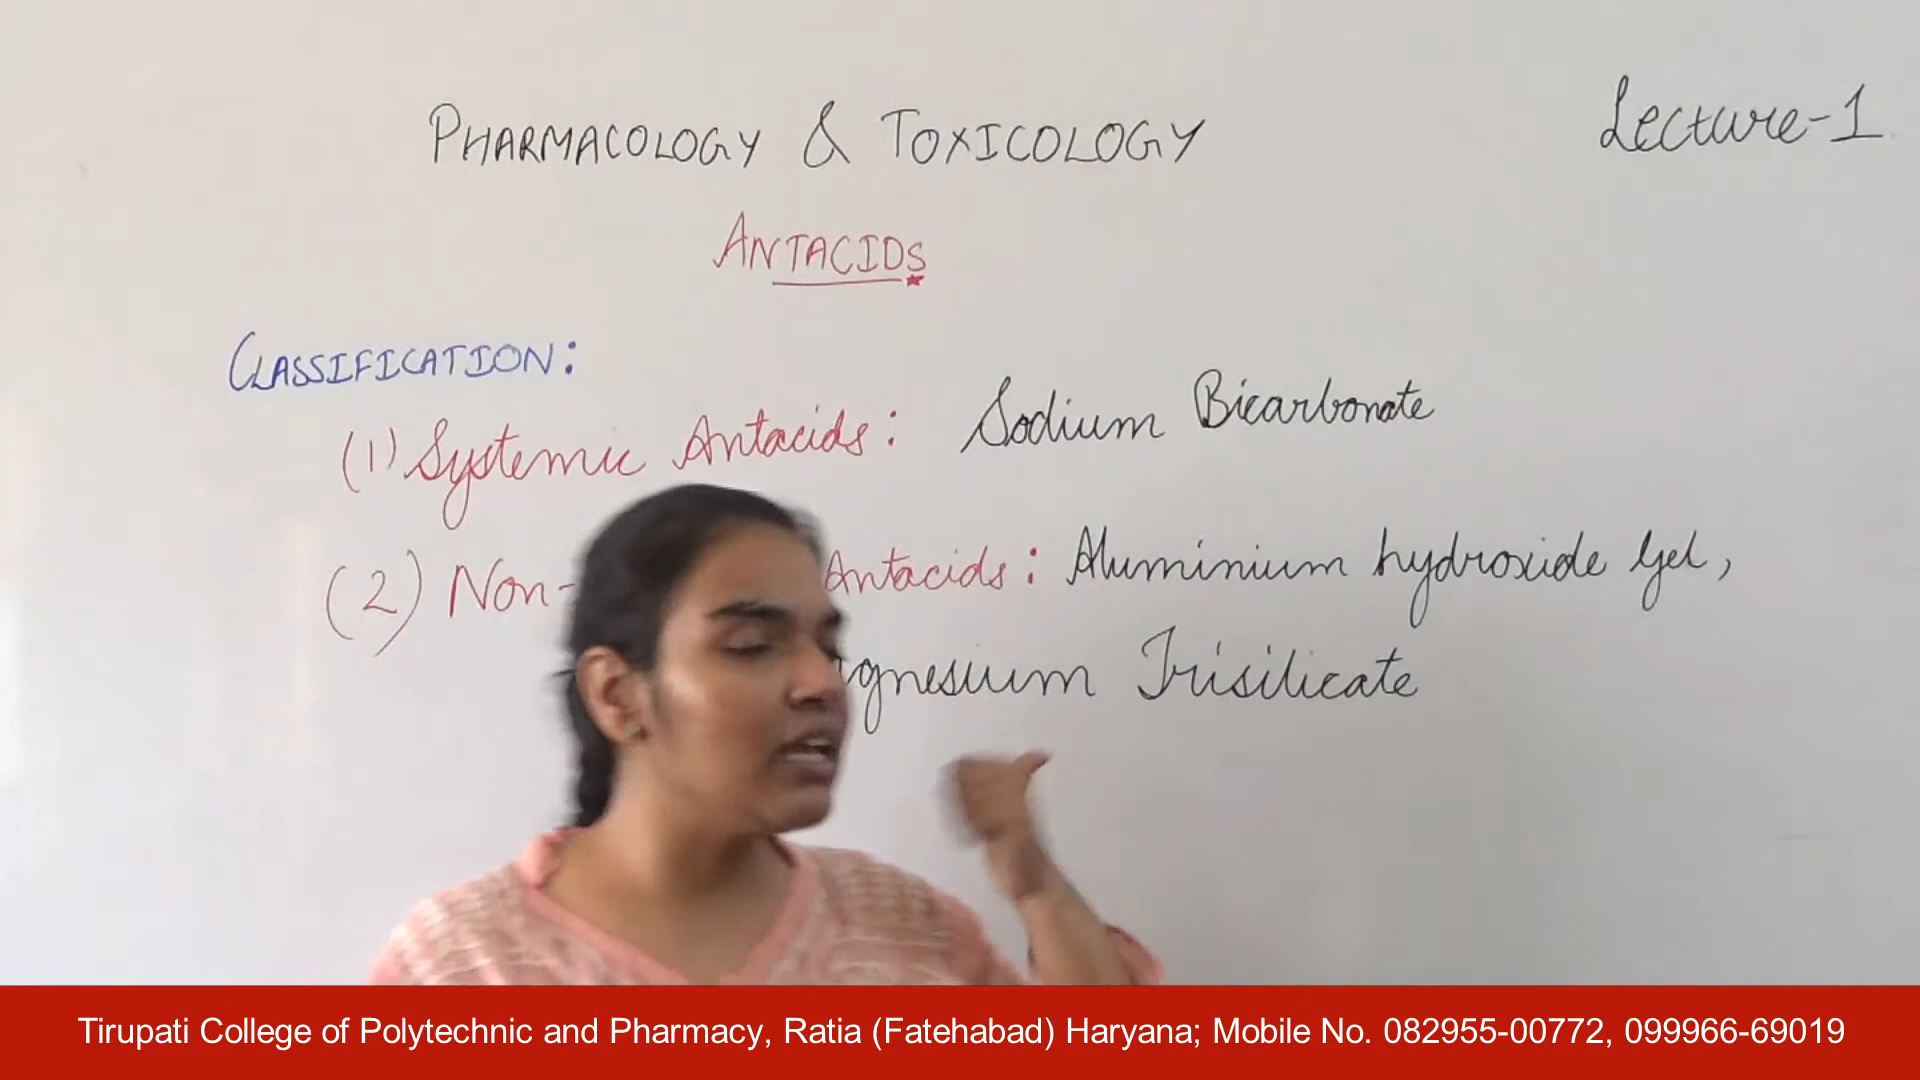 PHARMACOLOGY & TOXICOLOGY
Lecture-1
ANTACIDS
CLASSIFICATION:
(1) Systemic Antacids: Sodium Bicarbonate
(2) Non- Antacids: Aluminium hydroxide Gel,
gnesium Trisilicate
Tirupati College of Polytechnic and Pharmacy, Ratia (Fatehabad) Haryana; Mobile No. 082955-00772, 099966-69019